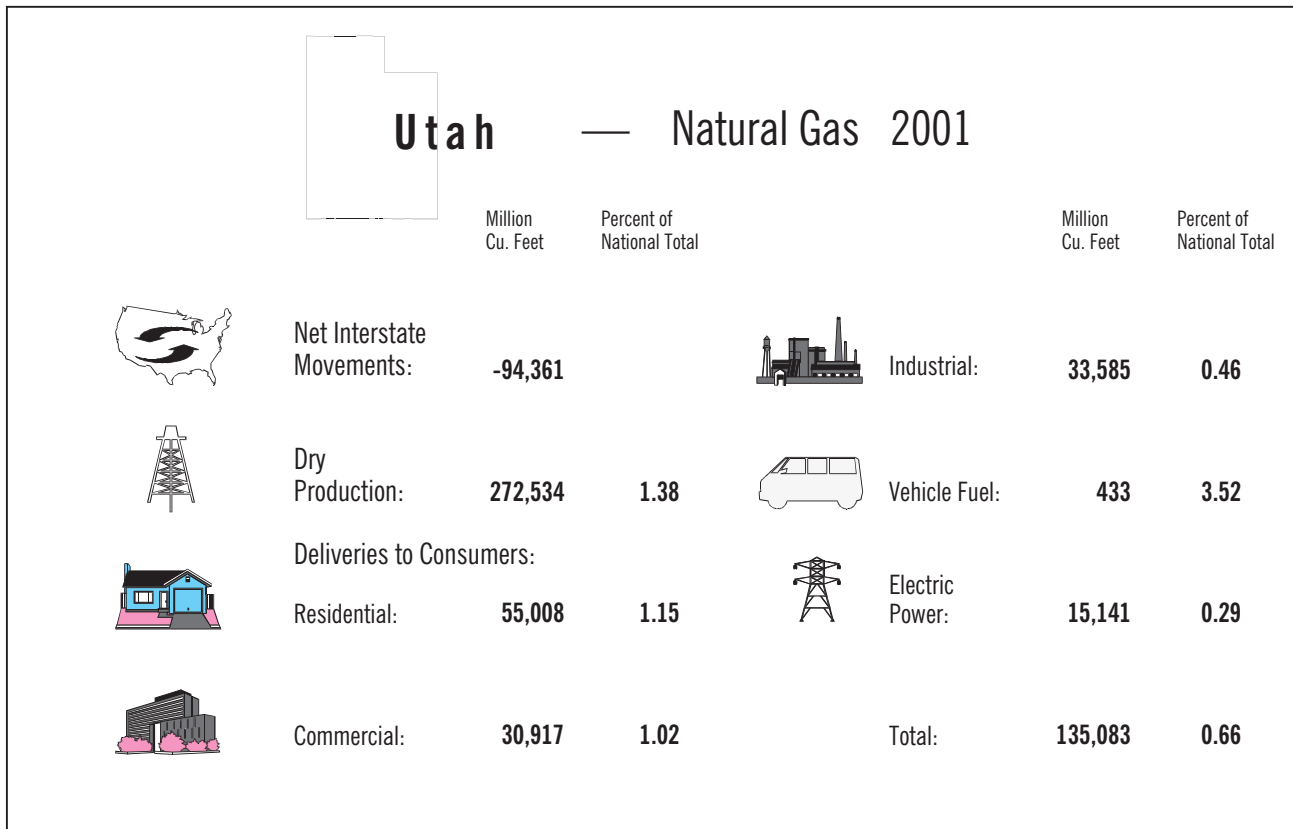 Utah — Natural Gas 2001
Million
Cu. Feet
Percent of
National Total
Million
Cu. Feet
Percent of
National Total
Net Interstate
Movements: -94,361
Industrial: 33,585 0.46
Dry
Production: 272,534 1.38
Vehicle Fuel: 433 3.52
Deliveries to Consumers:
Residential: 55,008 1.15
Electric
Power: 15,141 0.29
Commercial: 30,917 1.02
Total: 135,083 0.66